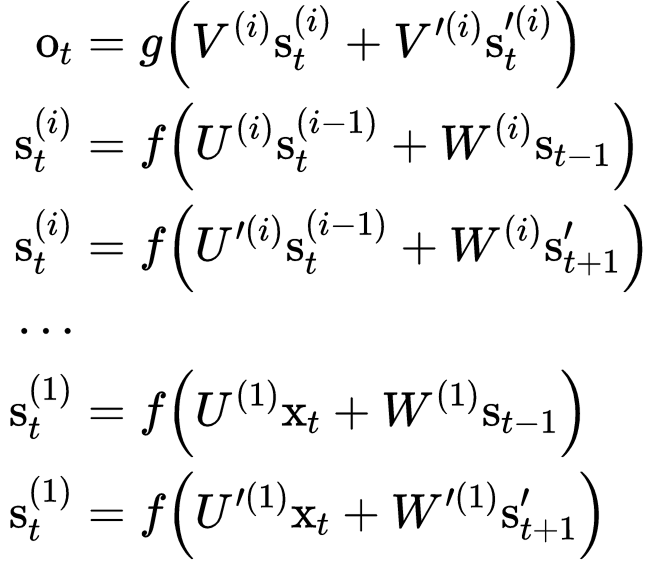 o_t = g(V^{(i)} s_t^{(i)} + V'^{(i)} s_t'^{(i)})
s_t^{(i)} = f(U^{(i)} s_t^{(i-1)} + W^{(i)} s_{t-1})
s_t^{(i)} = f(U'^{(i)} s_t^{(i-1)} + W^{(i)} s'_{t+1})
...
s_t^{(1)} = f(U^{(1)} x_t + W^{(1)} s_{t-1})
s_t^{(1)} = f(U'^{(1)} x_t + W'^{(1)} s'_{t+1})